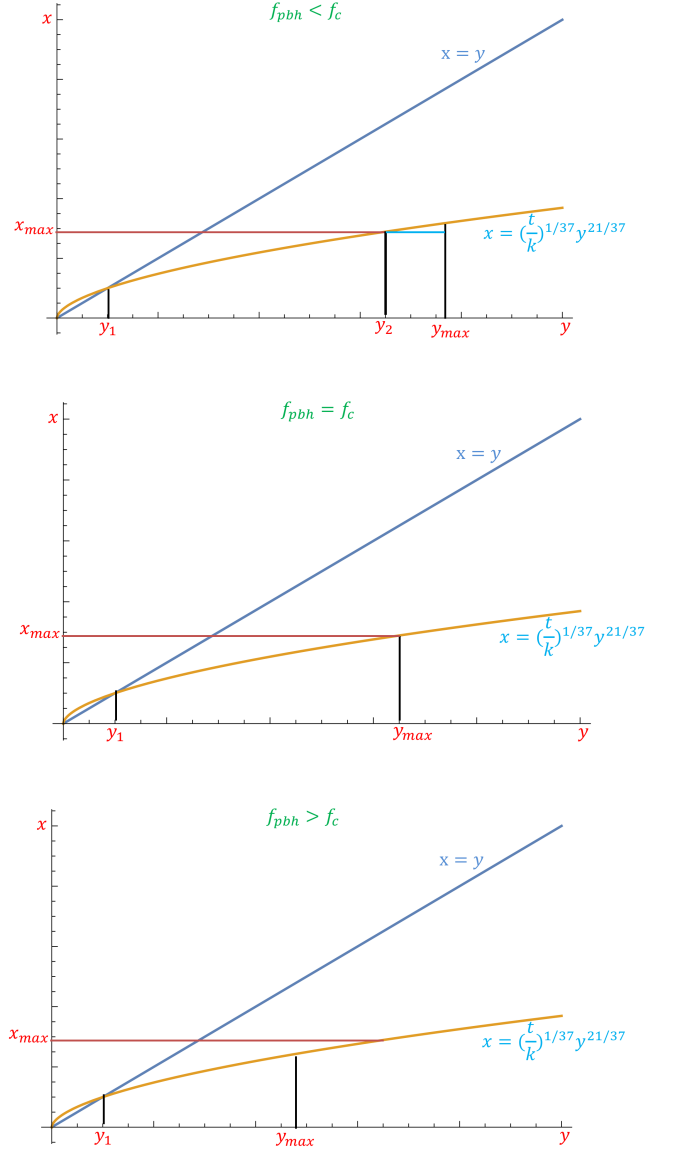 f_pbh < f_c
x
x = y
x_max
x = (t/k)^1/37 y^21/37
y_1
y_2
y_max
y
f_pbh = f_c
x
x = y
x_max
x = (t/k)^1/37 y^21/37
y_1
y_max
y
f_pbh > f_c
x
x = y
x_max
x = (t/k)^1/37 y^21/37
y_1
y_max
y